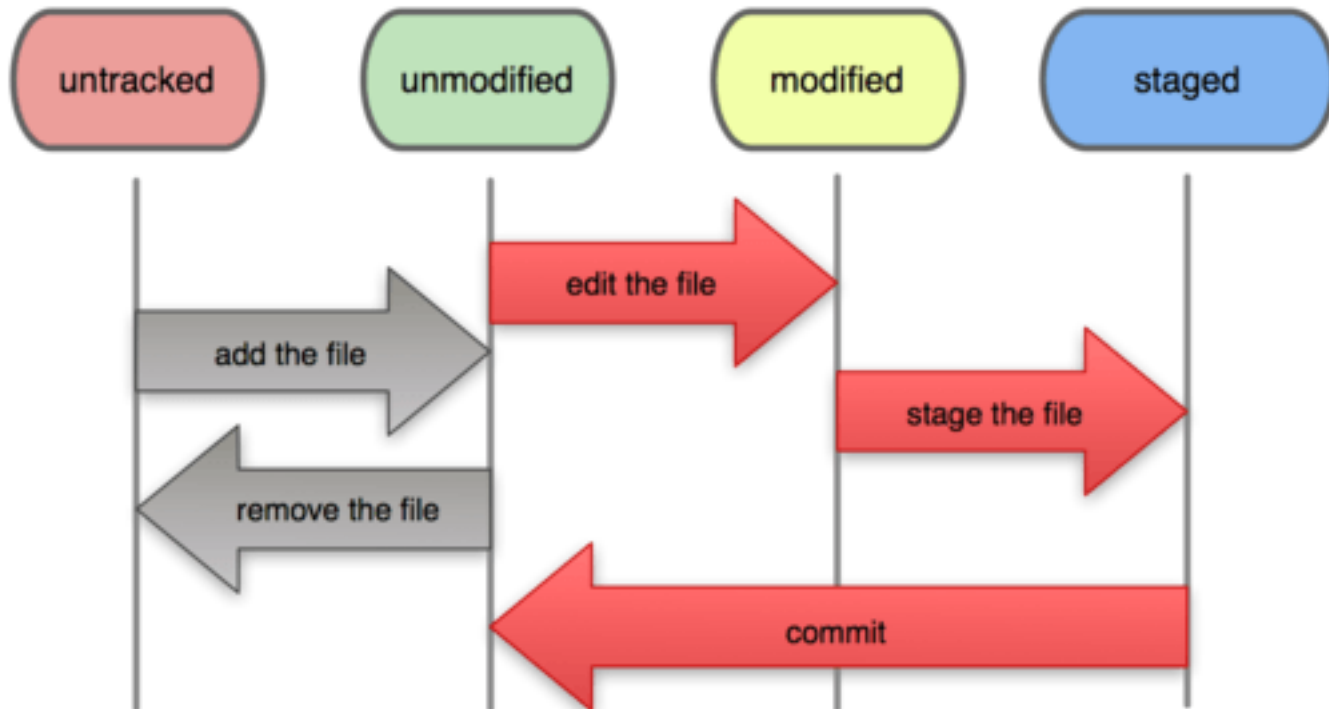 untracked
unmodified
modified
staged
edit the file
add the file
stage the file
remove the file
commit